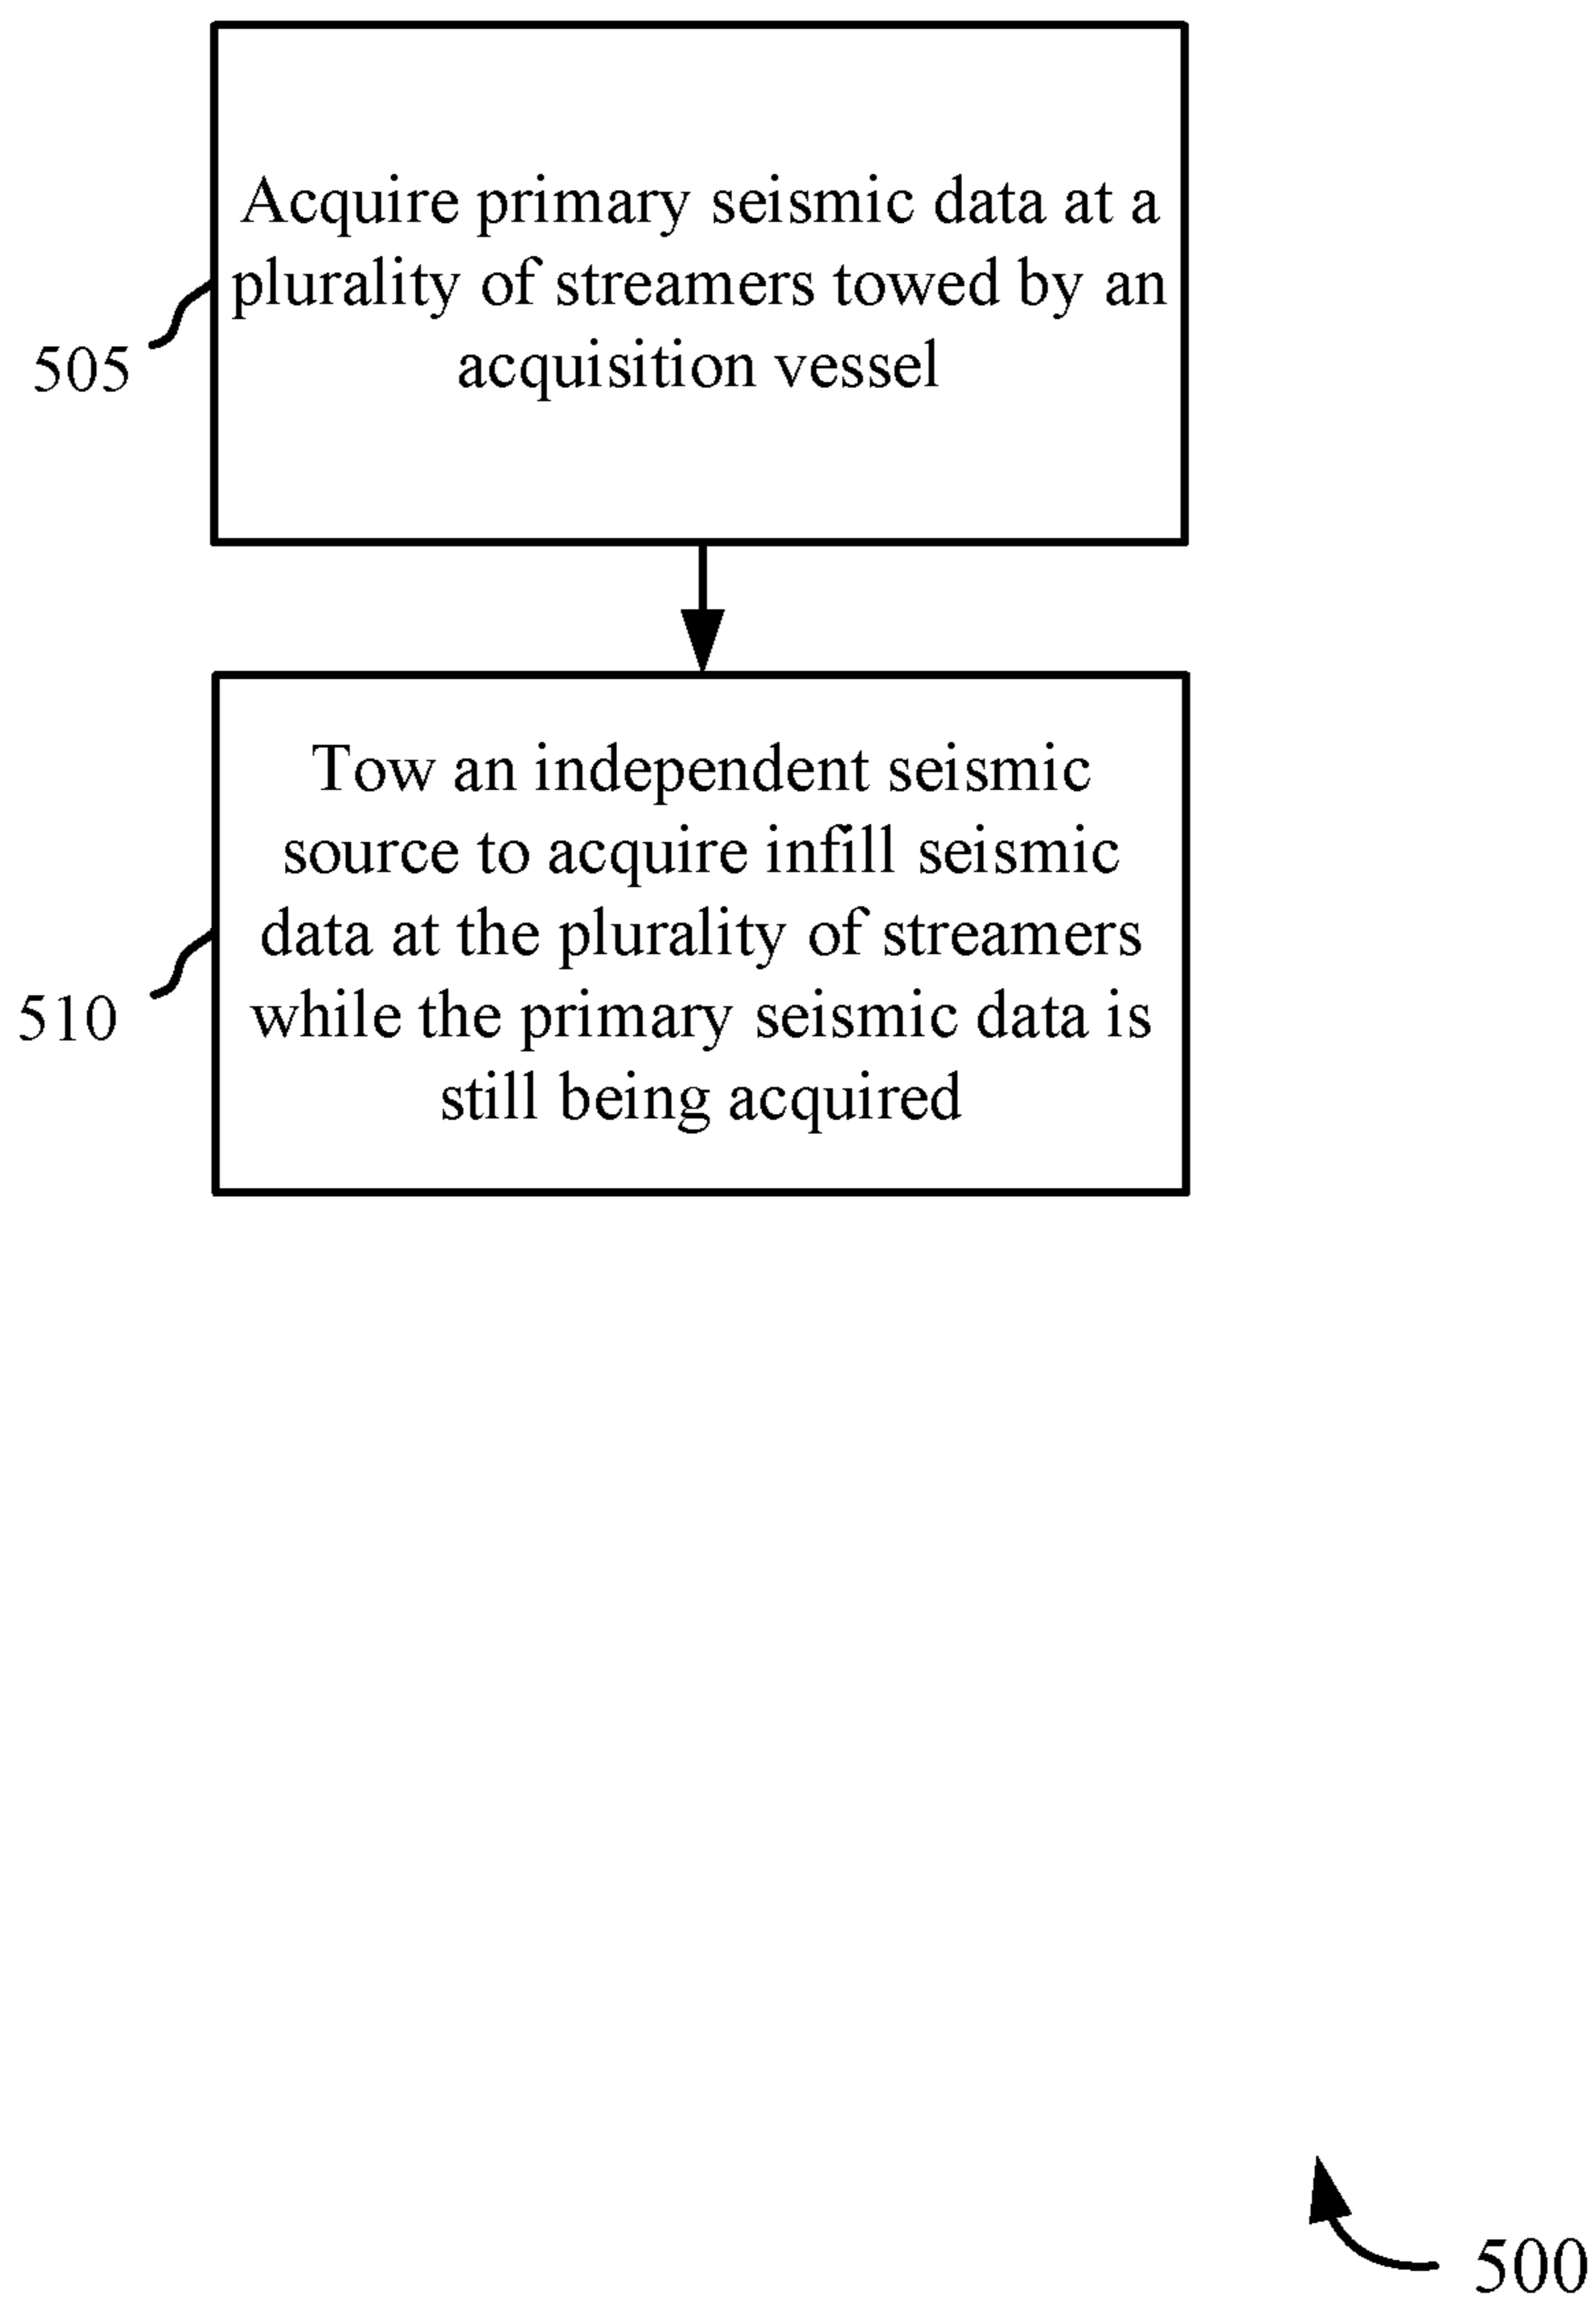 Acquire primary seismic data at a
plurality of streamers towed by an
acquisition vessel
505
Tow an independent seismic
source to acquire infill seismic
data at the plurality of streamers
while the primary seismic data is
still being acquired
510
500